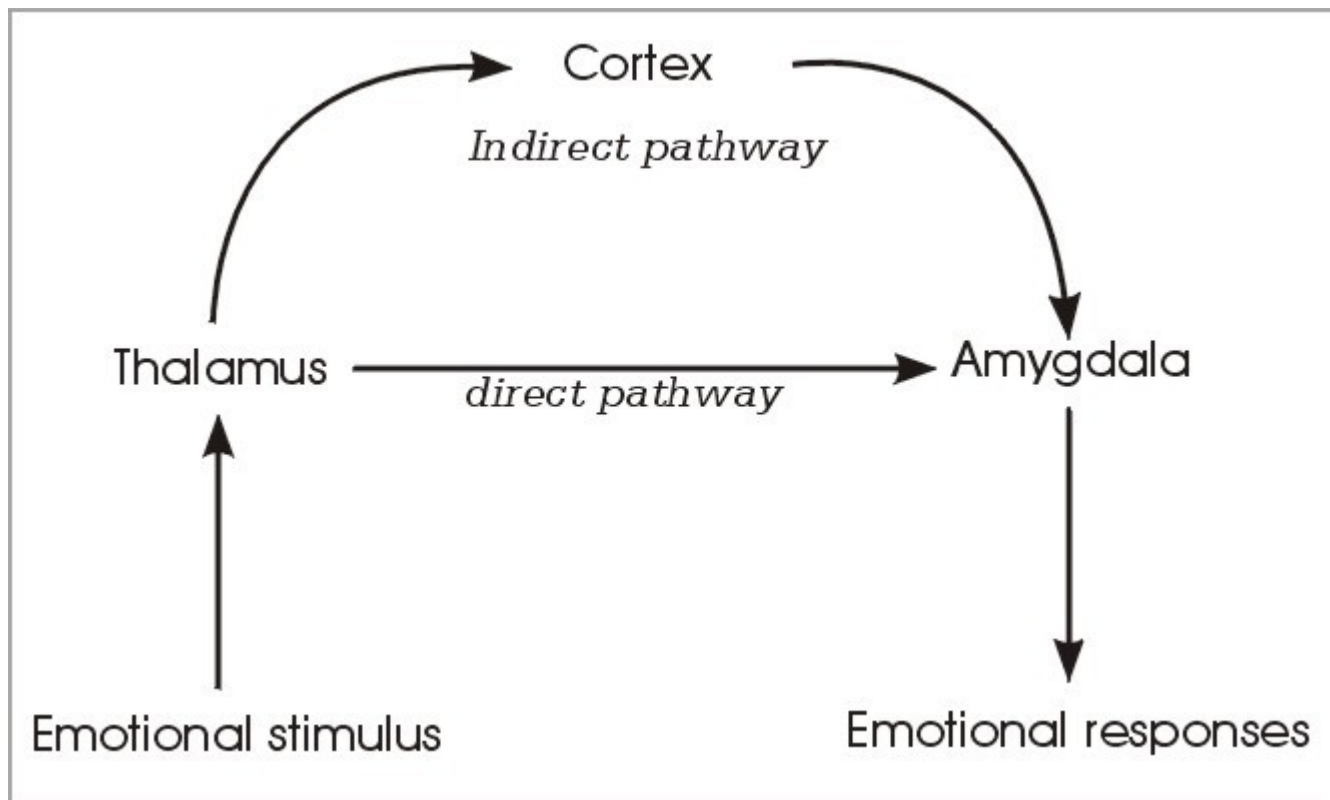 Cortex
Indirect pathway
Thalamus
Amygdala
direct pathway
Emotional stimulus
Emotional responses